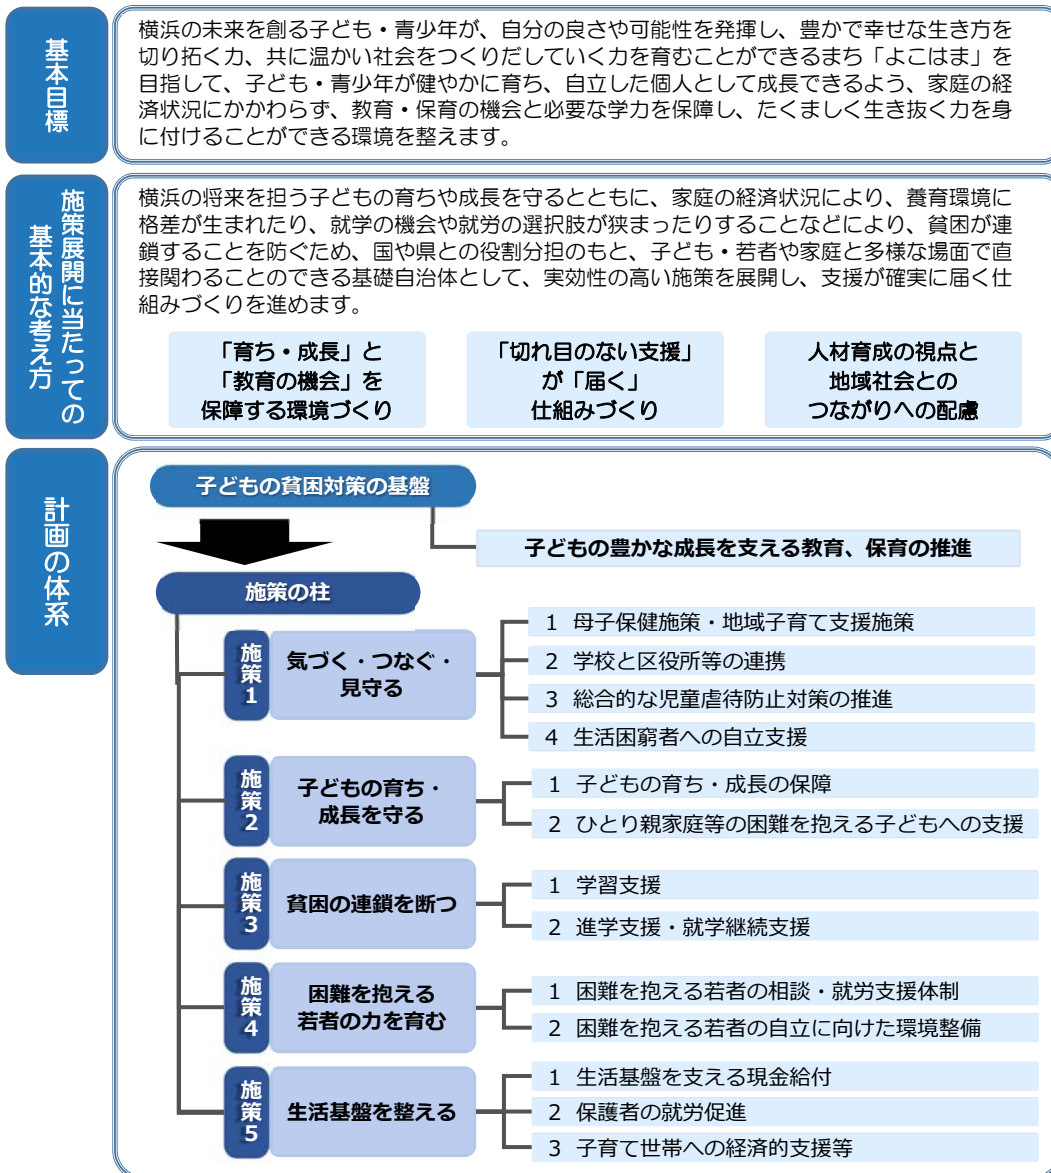 基本目標
横浜の未来を創る子ども・青少年が、自分の良さや可能性を発揮し、豊かで幸せな生き方を
切り拓く力、共に温かい社会をつくりだしていく力を育むことができるまち「よこはま」を
目指して、子ども・青少年が健やかに育ち、自立した個人として成長できるよう、家庭の経
済状況にかかわらず、教育・保育の機会と必要な学力を保障し、たくましく生き抜く力を身
に付けることができる環境を整えます。
施策展開に当たっての
基本的な考え方
横浜の将来を担う子どもの育ちや成長を守るとともに、家庭の経済状況により、養育環境に
格差が生まれたり、就学の機会や就労の選択肢が狭まったりすることなどにより、貧困が連
鎖することを防ぐため、国や県との役割分担のもと、子ども・若者や家庭と多様な場面で直
接関わることのできる基礎自治体として、実効性の高い施策を展開し、支援が確実に届く仕
組みづくりを進めます。
「育ち・成長」と
「教育の機会」を
保障する環境づくり
「切れ目のない支援」
が「届く」
仕組みづくり
人材育成の視点と
地域社会との
つながりへの配慮
計画の体系
子どもの貧困対策の基盤
子どもの豊かな成長を支える教育、保育の推進
施策の柱
施策1
気づく・つなぐ・
見守る
1 母子保健施策・地域子育て支援施策
2 学校と区役所等の連携
3 総合的な児童虐待防止対策の推進
4 生活困窮者への自立支援
施策2
子どもの育ち・
成長を守る
1 子どもの育ち・成長の保障
2 ひとり親家庭等の困難を抱える子どもへの支援
施策3
貧困の連鎖を断つ
1 学習支援
2 進学支援・就学継続支援
施策4
困難を抱える
若者の力を育む
1 困難を抱える若者の相談・就労支援体制
2 困難を抱える若者の自立に向けた環境整備
施策5
生活基盤を整える
1 生活基盤を支える現金給付
2 保護者の就労促進
3 子育て世帯への経済的支援等